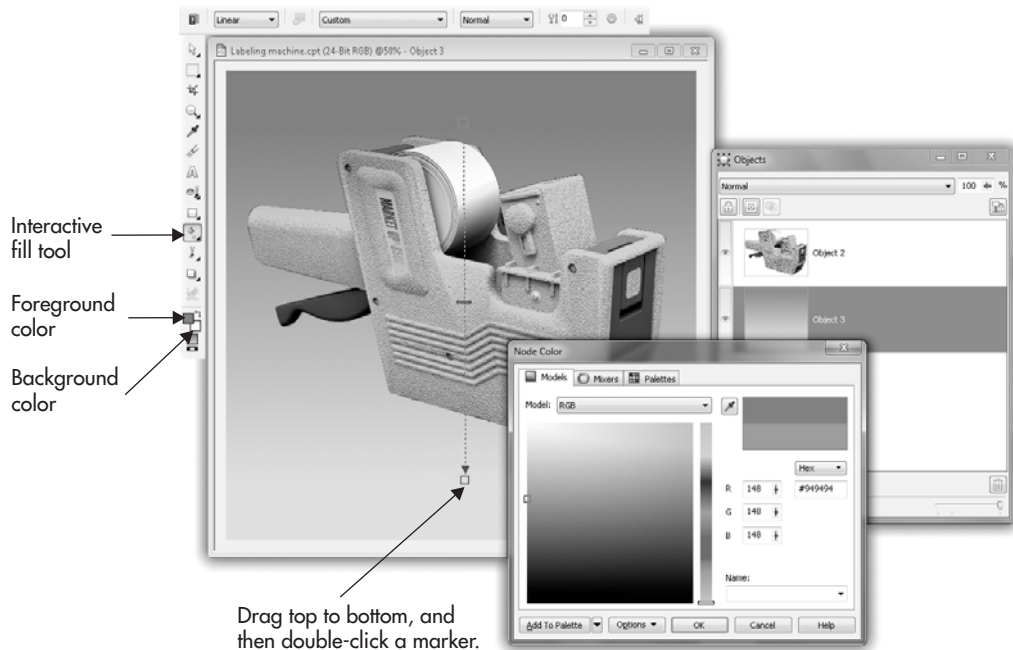 Linear
Custom
Normal
0
Labeling machine.cpt (24-Bit RGB) @50% - Object 3
Objects
Normal
100
%
Object 2
Object 3
Interactive
fill tool
Foreground
color
Background
color
Node Color
Models
Mixers
Palettes
Model: RGB
Hex
R 148 #949494
G 148
B 148
Name:
Add To Palette
Options
OK
Cancel
Help
Drag top to bottom, and
then double-click a marker.